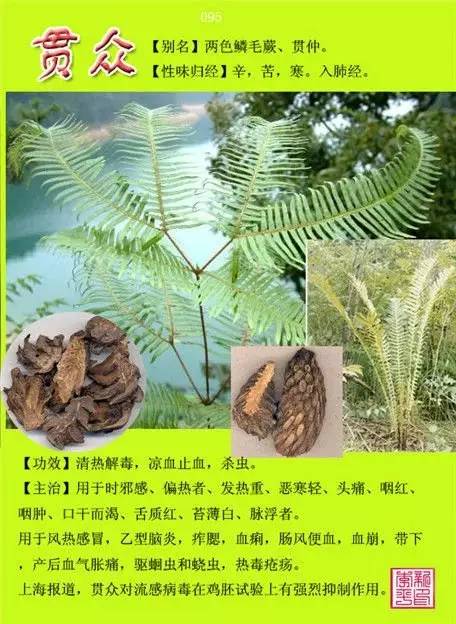 095
贯众
【别名】两色鳞毛蕨、贯仲。
【性味归经】辛，苦，寒。入肺经。
【功效】清热解毒，凉血止血，杀虫。
【主治】用于时邪感、偏热者、发热重、恶寒轻、头痛、咽红、
咽肿、口干而渴、舌质红、苔薄白、脉浮者。
用于风热感冒，乙型脑炎，痄腮，血痢，肠风便血，血崩，带下
，产后血气胀痛，驱蛔虫和蛲虫，热毒疮疡。
上海报道，贯众对流感病毒在鸡胚试验上有强烈抑制作用。